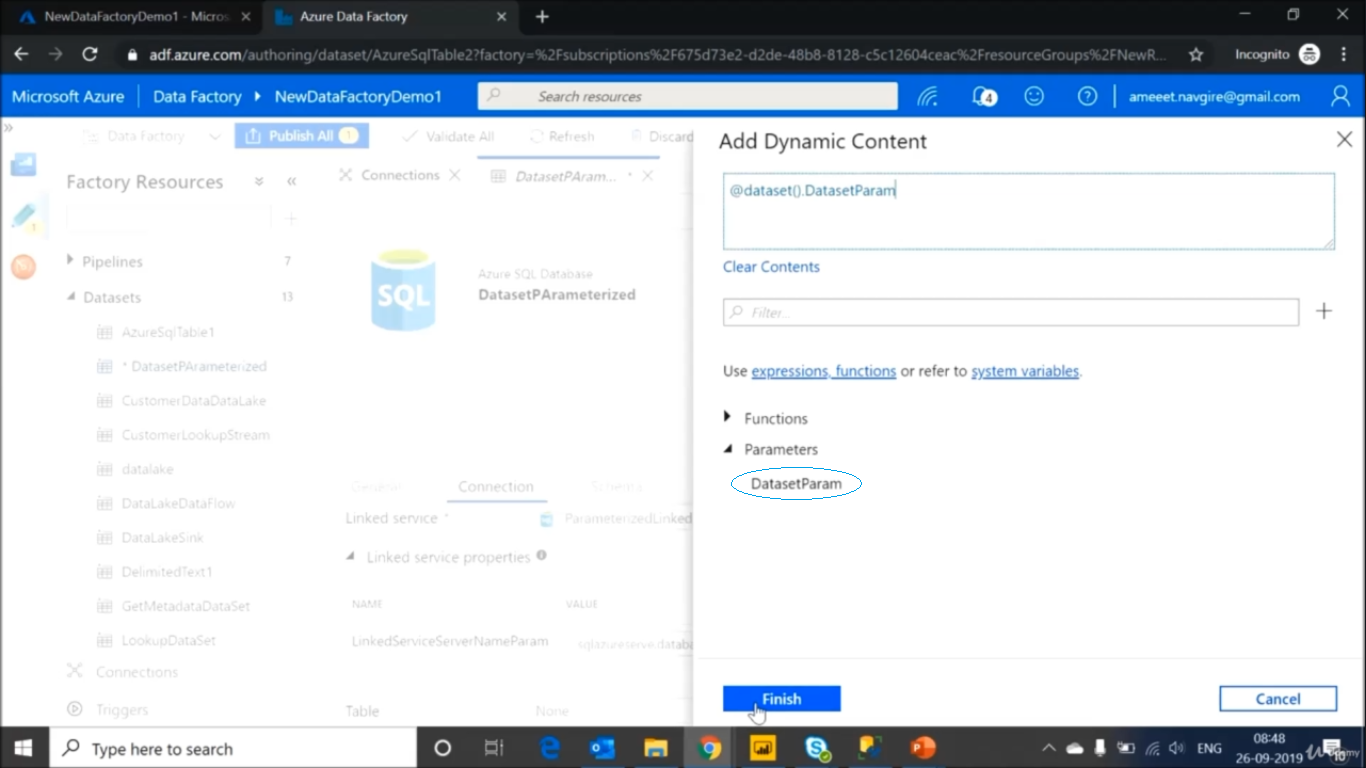 NewDataFactoryDemo1 - Micros
Azure Data Factory
adf.azure.com/authoring/dataset/AzureSqlTable2?factory=%2Fsubscriptions%2F675d73e2-d2de-48b8-8128-c5c12604ceac%2FresourceGroups%2FNewR...
Incognito
Microsoft Azure
Data Factory
NewDataFactoryDemo1
Search resources
4
ameeet.navgire@gmail.com
Data Factory
Publish All 1
Validate All
Refresh
Discard
Factory Resources
Connections
DatasetPAram... *
1
Pipelines 7
Datasets 13
AzureSqlTable1
* DatasetPArameterized
CustomerDataDataLake
CustomerLookupStream
datalake
DataLakeDataFlow
DataLakeSink
DelimitedText1
GetMetadataDataSet
LookupDataSet
Connections
Triggers
SQL
Azure SQL Database
DatasetPArameterized
General
Connection
Schema
Linked service *
ParameterizedLinked
Linked service properties
NAME
VALUE
LinkedServiceServerNameParam
sqlazureserve.databa
Table
None
Add Dynamic Content
@dataset().DatasetParam
Clear Contents
Filter...
Use expressions, functions or refer to system variables.
Functions
Parameters
DatasetParam
Finish
Cancel
Type here to search
ENG
08:48
26-09-2019
10